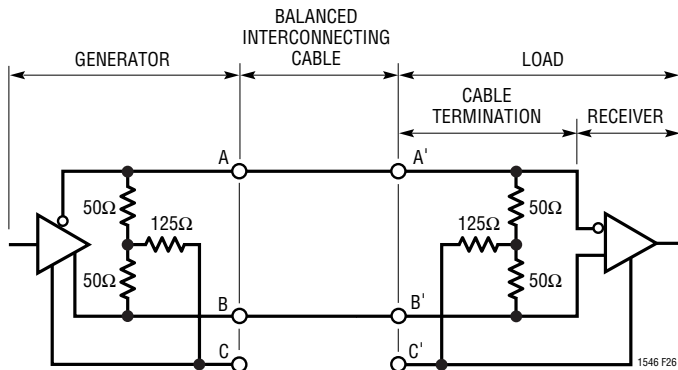 BALANCED
INTERCONNECTING
CABLE
GENERATOR
LOAD
CABLE
TERMINATION
RECEIVER
A
A'
50Ω
125Ω
50Ω
125Ω
50Ω
50Ω
B
B'
C
C'
1546 F26